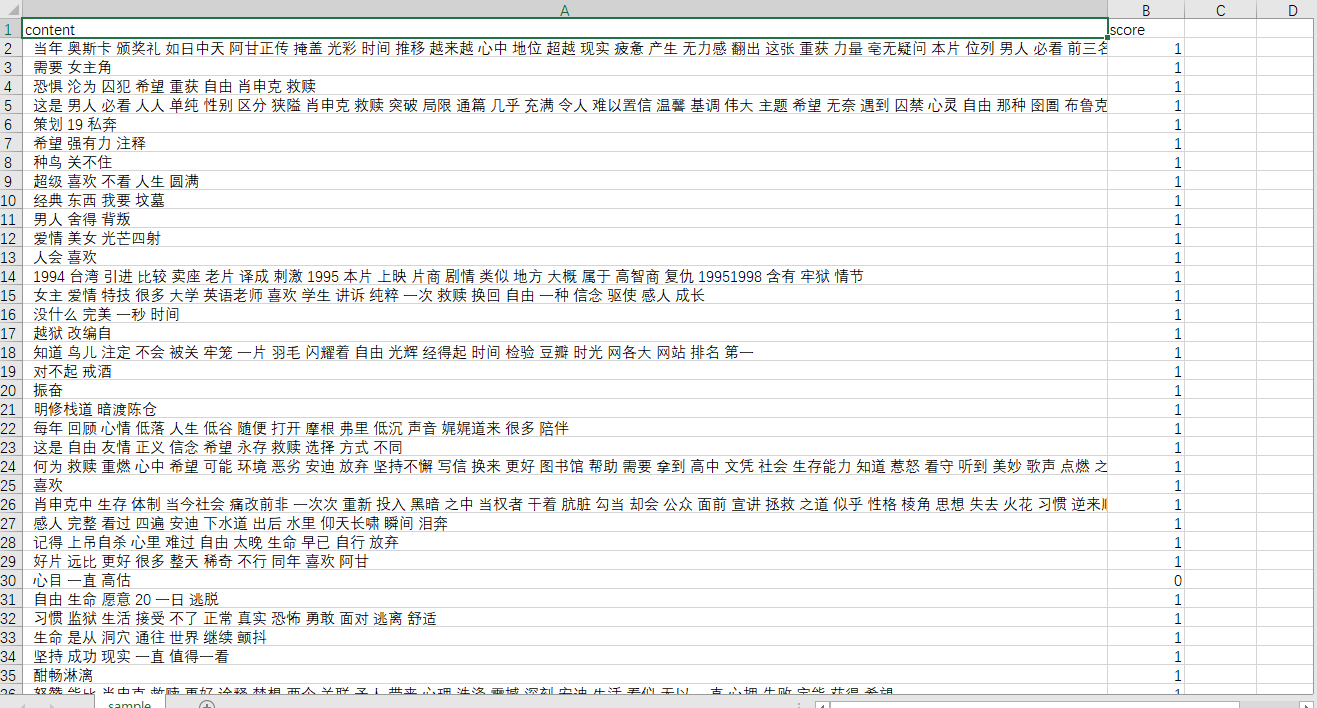 A B C D
1 content score
2 当年 奥斯卡 颁奖礼 如日中天 阿甘正传 掩盖 光彩 时间 推移 越来越 心中 地位 超越 现实 疲惫 产生 无力感 翻出 这张 重获 力量 毫无疑问 本片 位列 男人 必看 前三名 1
3 需要 女主角 1
4 恐惧 沦为 囚犯 希望 重获 自由 肖申克 救赎 1
5 这是 男人 必看 人人 单纯 性别 区分 狭隘 肖申克 救赎 突破 局限 通篇 几乎 充满 令人 难以置信 温馨 基调 伟大 主题 希望 无奈 遇到 囚禁 心灵 自由 那种 囹圄 布鲁克 1
6 策划 19 私奔 1
7 希望 强有力 注释 1
8 种鸟 关不住 1
9 超级 喜欢 不看 人生 圆满 1
10 经典 东西 我要 坟墓 1
11 男人 舍得 背叛 1
12 爱情 美女 光芒四射 1
13 人会 喜欢 1
14 1994 台湾 引进 比较 卖座 老片 译成 刺激 1995 本片 上映 片商 剧情 类似 地方 大概 属于 高智商 复仇 19951998 含有 牢狱 情节 1
15 女主 爱情 特技 很多 大学 英语老师 喜欢 学生 讲诉 纯粹 一次 救赎 换回 自由 一种 信念 驱使 感人 成长 1
16 没什么 完美 一秒 时间 1
17 越狱 改编自 1
18 知道 鸟儿 注定 不会 被关 牢笼 一片 羽毛 闪耀着 自由 光辉 经得起 时间 检验 豆瓣 时光 网各大 网站 排名 第一 1
19 对不起 戒酒 1
20 振奋 1
21 明修栈道 暗渡陈仓 1
22 每年 回顾 心情 低落 人生 低谷 随便 打开 摩根 弗里 低沉 声音 娓娓道来 很多 陪伴 1
23 这是 自由 友情 正义 信念 希望 永存 救赎 选择 方式 不同 1
24 何为 救赎 重燃 心中 希望 可能 环境 恶劣 安迪 放弃 坚持不懈 写信 换来 更好 图书馆 帮助 需要 拿到 高中 文凭 社会 生存能力 知道 惹怒 看守 听到 美妙 歌声 点燃 之 1
25 喜欢 1
26 肖申克中 生存 体制 当今社会 痛改前非 一次次 重新 投入 黑暗 之中 当权者 干着 肮脏 勾当 却会 公众 面前 宣讲 拯救 之道 似乎 性格 棱角 思想 失去 火花 习惯 逆来顺 1
27 感人 完整 看过 四遍 安迪 下水道 出后 水里 仰天长啸 瞬间 泪奔 1
28 记得 上吊自杀 心里 难过 自由 太晚 生命 早已 自行 放弃 1
29 好片 远比 更好 很多 整天 稀奇 不行 同年 喜欢 阿甘 1
30 心目 一直 高估 0
31 自由 生命 愿意 20 一日 逃脱 1
32 习惯 监狱 生活 接受 不了 正常 真实 恐怖 勇敢 面对 逃离 舒适 1
33 生命 是从 洞穴 通往 世界 继续 颤抖 1
34 坚持 成功 现实 一直 值得一看 1
35 酣畅淋漓 1
sample